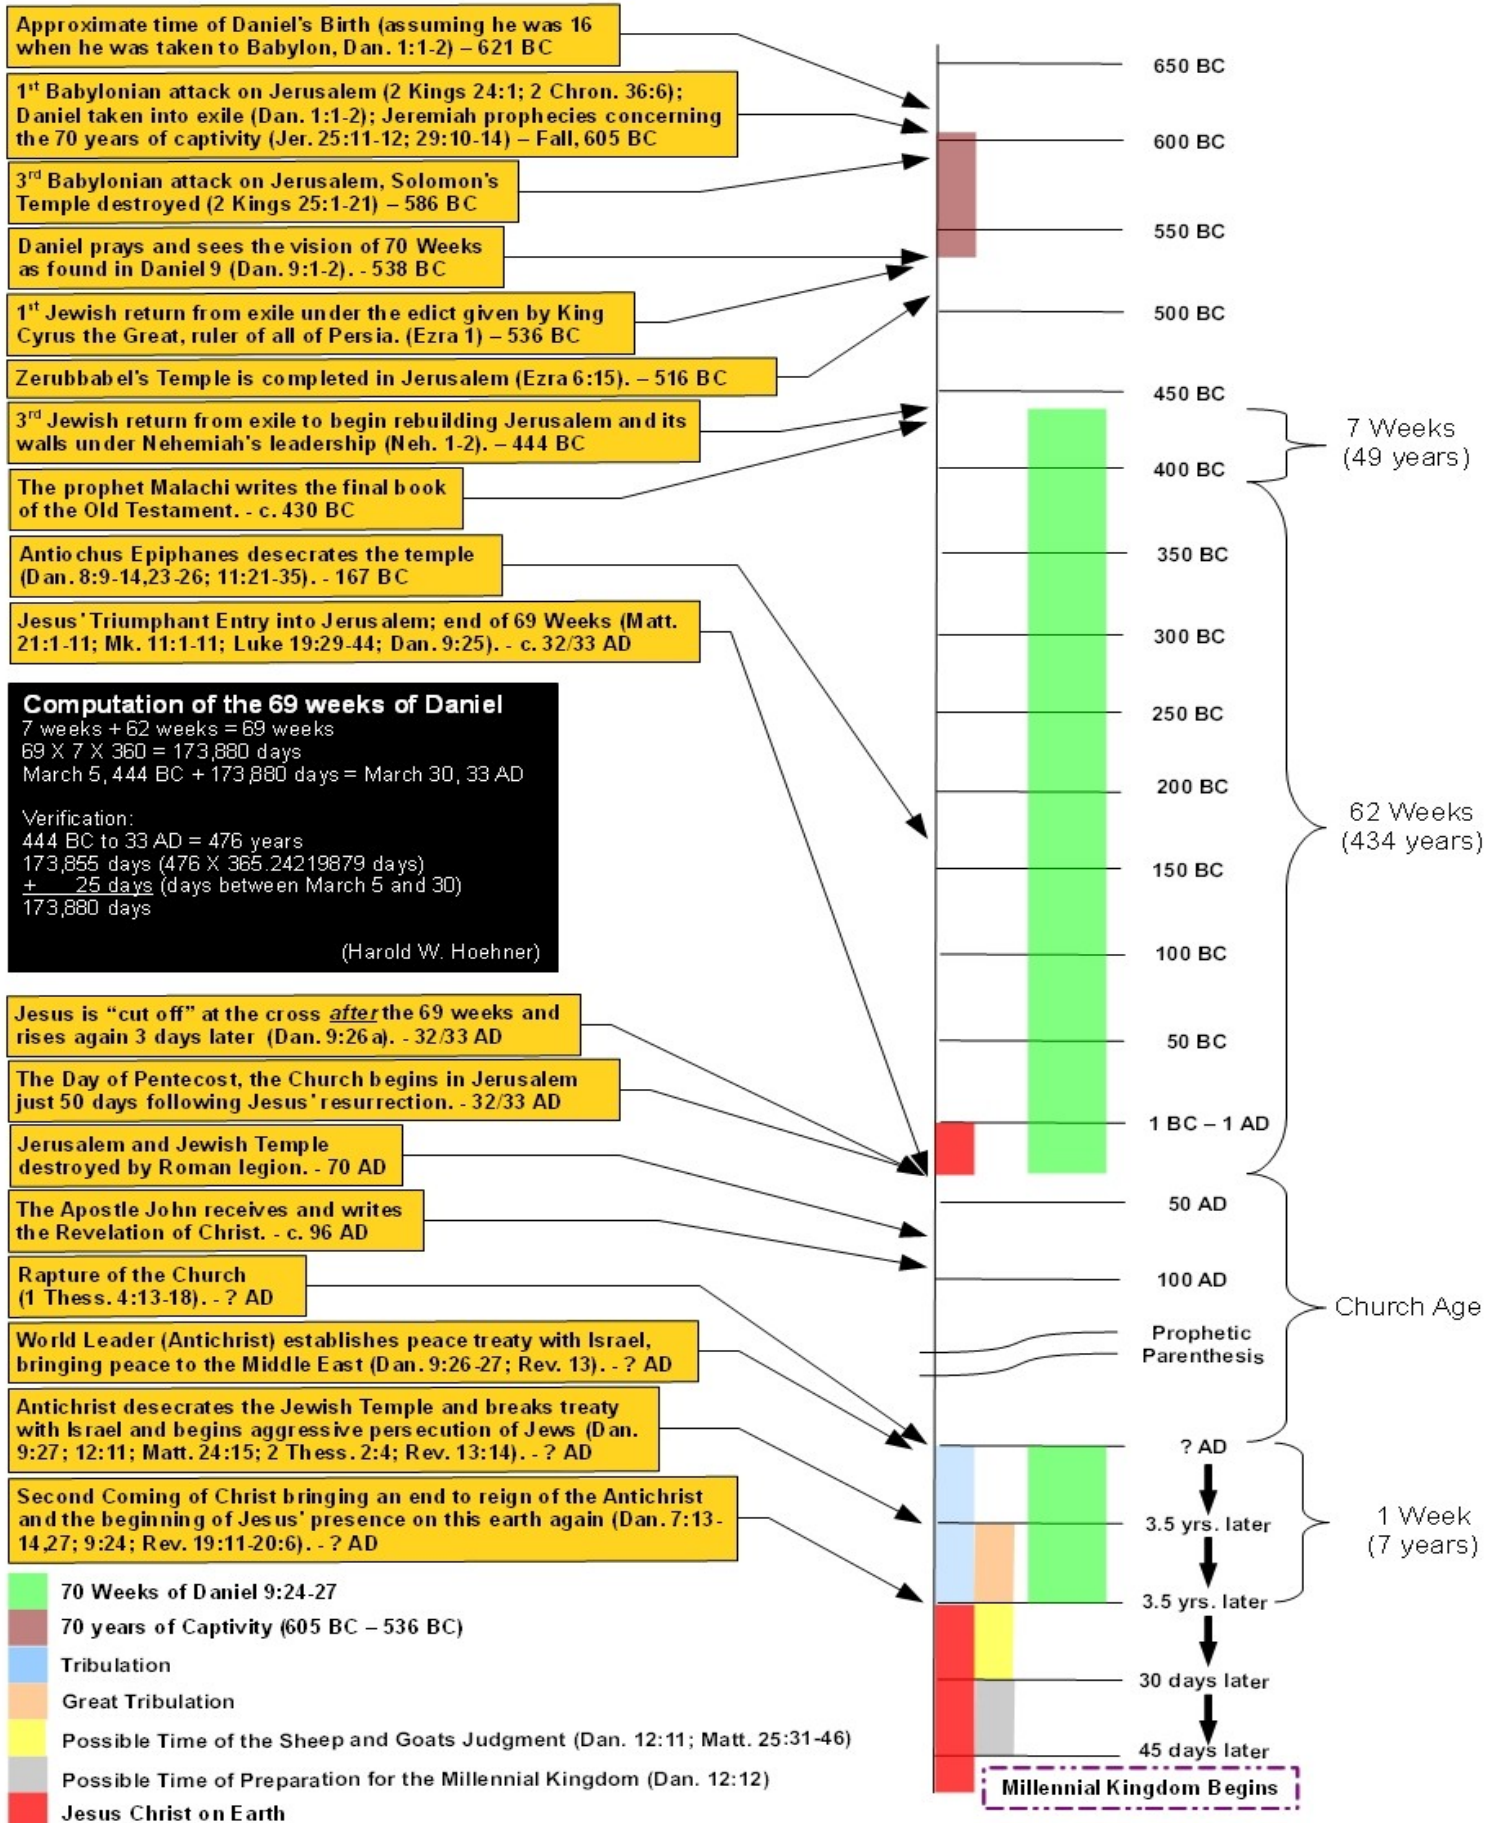 Approximate time of Daniel's Birth (assuming he was 16
when he was taken to Babylon, Dan. 1:1-2) – 621 BC
1st Babylonian attack on Jerusalem (2 Kings 24:1; 2 Chron. 36:6);
Daniel taken into exile (Dan. 1:1-2); Jeremiah prophecies concerning
the 70 years of captivity (Jer. 25:11-12; 29:10-14) – Fall, 605 BC
3rd Babylonian attack on Jerusalem, Solomon's
Temple destroyed (2 Kings 25:1-21) – 586 BC
Daniel prays and sees the vision of 70 Weeks
as found in Daniel 9 (Dan. 9:1-2). - 538 BC
1st Jewish return from exile under the edict given by King
Cyrus the Great, ruler of all of Persia. (Ezra 1) – 536 BC
Zerubbabel's Temple is completed in Jerusalem (Ezra 6:15). – 516 BC
3rd Jewish return from exile to begin rebuilding Jerusalem and its
walls under Nehemiah's leadership (Neh. 1-2). – 444 BC
The prophet Malachi writes the final book
of the Old Testament. - c. 430 BC
Antiochus Epiphanes desecrates the temple
(Dan. 8:9-14,23-26; 11:21-35). - 167 BC
Jesus' Triumphant Entry into Jerusalem; end of 69 Weeks (Matt.
21:1-11; Mk. 11:1-11; Luke 19:29-44; Dan. 9:25). - c. 32/33 AD
Computation of the 69 weeks of Daniel
7 weeks + 62 weeks = 69 weeks
69 X 7 X 360 = 173,880 days
March 5, 444 BC + 173,880 days = March 30, 33 AD
Verification:
444 BC to 33 AD = 476 years
173,855 days (476 X 365.24219879 days)
+ 25 days (days between March 5 and 30)
173,880 days
(Harold W. Hoehner)
Jesus is “cut off” at the cross after the 69 weeks and
rises again 3 days later (Dan. 9:26a). - 32/33 AD
The Day of Pentecost, the Church begins in Jerusalem
just 50 days following Jesus' resurrection. - 32/33 AD
Jerusalem and Jewish Temple
destroyed by Roman legion. - 70 AD
The Apostle John receives and writes
the Revelation of Christ. - c. 96 AD
Rapture of the Church
(1 Thess. 4:13-18). - ? AD
World Leader (Antichrist) establishes peace treaty with Israel,
bringing peace to the Middle East (Dan. 9:26-27; Rev. 13). - ? AD
Antichrist desecrates the Jewish Temple and breaks treaty
with Israel and begins aggressive persecution of Jews (Dan.
9:27; 12:11; Matt. 24:15; 2 Thess. 2:4; Rev. 13:14). - ? AD
Second Coming of Christ bringing an end to reign of the Antichrist
and the beginning of Jesus' presence on this earth again (Dan. 7:13-
14,27; 9:24; Rev. 19:11-20:6). - ? AD
70 Weeks of Daniel 9:24-27
70 years of Captivity (605 BC – 536 BC)
Tribulation
Great Tribulation
Possible Time of the Sheep and Goats Judgment (Dan. 12:11; Matt. 25:31-46)
Possible Time of Preparation for the Millennial Kingdom (Dan. 12:12)
Jesus Christ on Earth
650 BC
600 BC
550 BC
500 BC
450 BC
400 BC
350 BC
300 BC
250 BC
200 BC
150 BC
100 BC
50 BC
1 BC – 1 AD
50 AD
100 AD
Prophetic
Parenthesis
? AD
3.5 yrs. later
3.5 yrs. later
30 days later
45 days later
Millennial Kingdom Begins
7 Weeks
(49 years)
62 Weeks
(434 years)
Church Age
1 Week
(7 years)